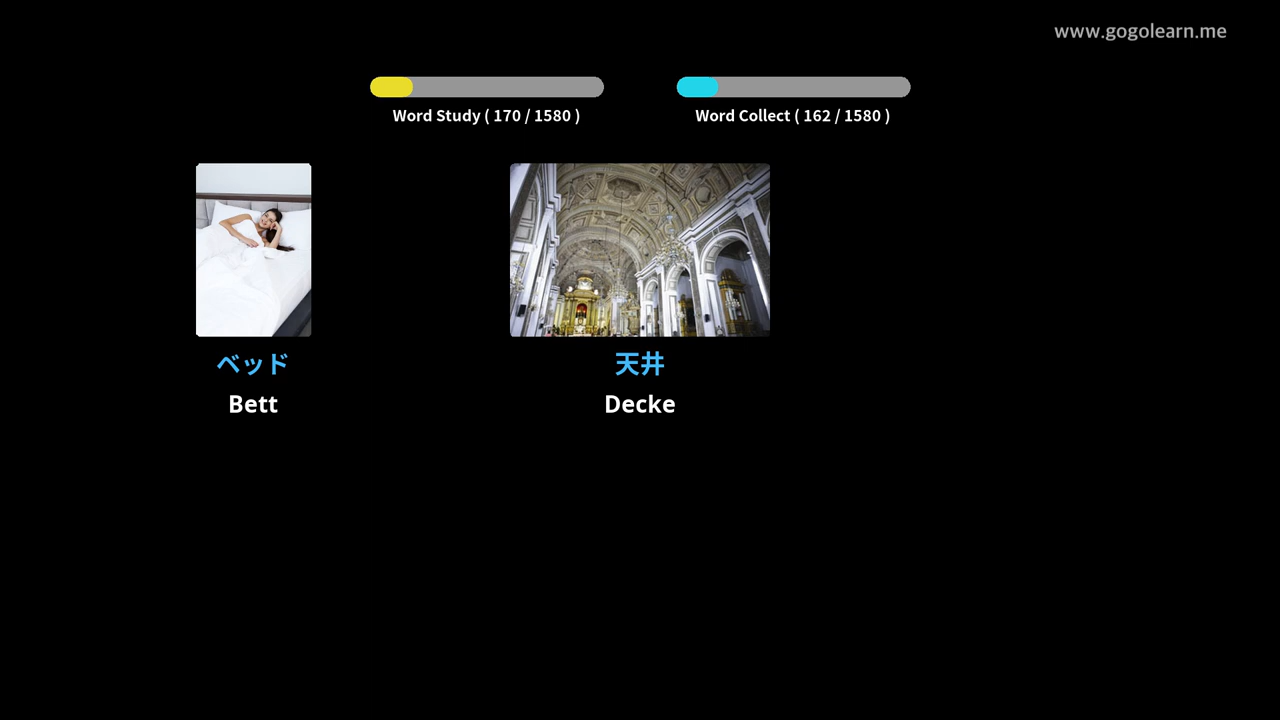 www.gogolearn.me
Word Study ( 170 / 1580 )
Word Collect ( 162 / 1580 )
ベッド
Bett
天井
Decke